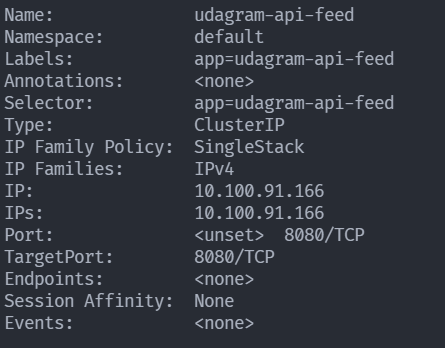 Name:              udagram-api-feed
Namespace:         default
Labels:            app=udagram-api-feed
Annotations:       <none>
Selector:          app=udagram-api-feed
Type:              ClusterIP
IP Family Policy:  SingleStack
IP Families:       IPv4
IP:                10.100.91.166
IPs:               10.100.91.166
Port:              <unset>  8080/TCP
TargetPort:        8080/TCP
Endpoints:         <none>
Session Affinity:  None
Events:            <none>